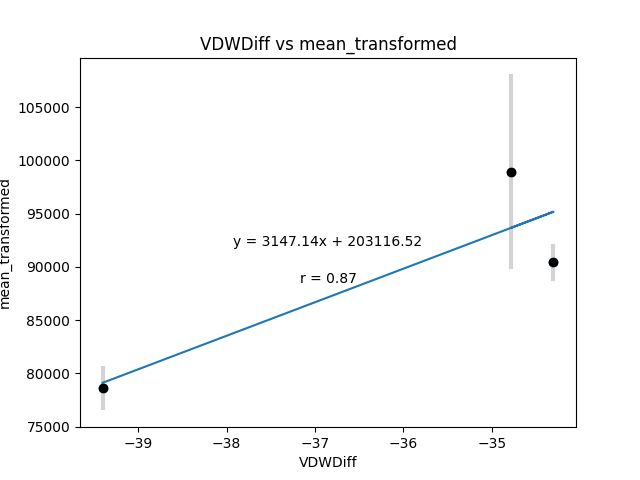 VDWDiff vs mean_transformed
mean_transformed
105000
100000
95000
90000
85000
80000
75000
y = 3147.14x + 203116.52
r = 0.87
−39
−38
−37
−36
−35
VDWDiff